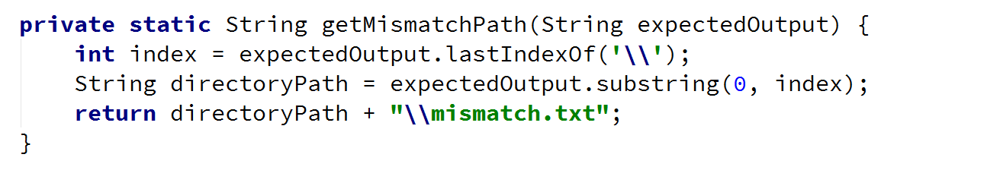 private static String getMismatchPath(String expectedOutput) {
    int index = expectedOutput.lastIndexOf('\\');
    String directoryPath = expectedOutput.substring(0, index);
    return directoryPath + "\\mismatch.txt";
}